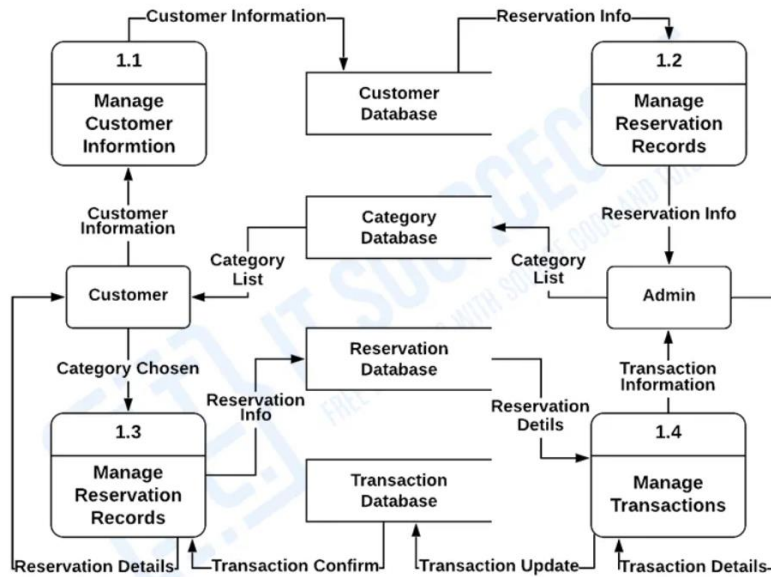 Customer Information
Reservation Info
1.1
Manage
Customer
Informtion
Customer
Database
1.2
Manage
Reservation
Records
Customer
Information
Category
Database
Reservation Info
Category
List
Category
List
Customer
Admin
Category Chosen
Reservation
Database
Transaction
Information
Reservation
Info
Reservation
Detils
1.3
Manage
Reservation
Records
Transaction
Database
1.4
Manage
Transactions
Reservation Details
Transaction Confirm
Transaction Update
Trasaction Details